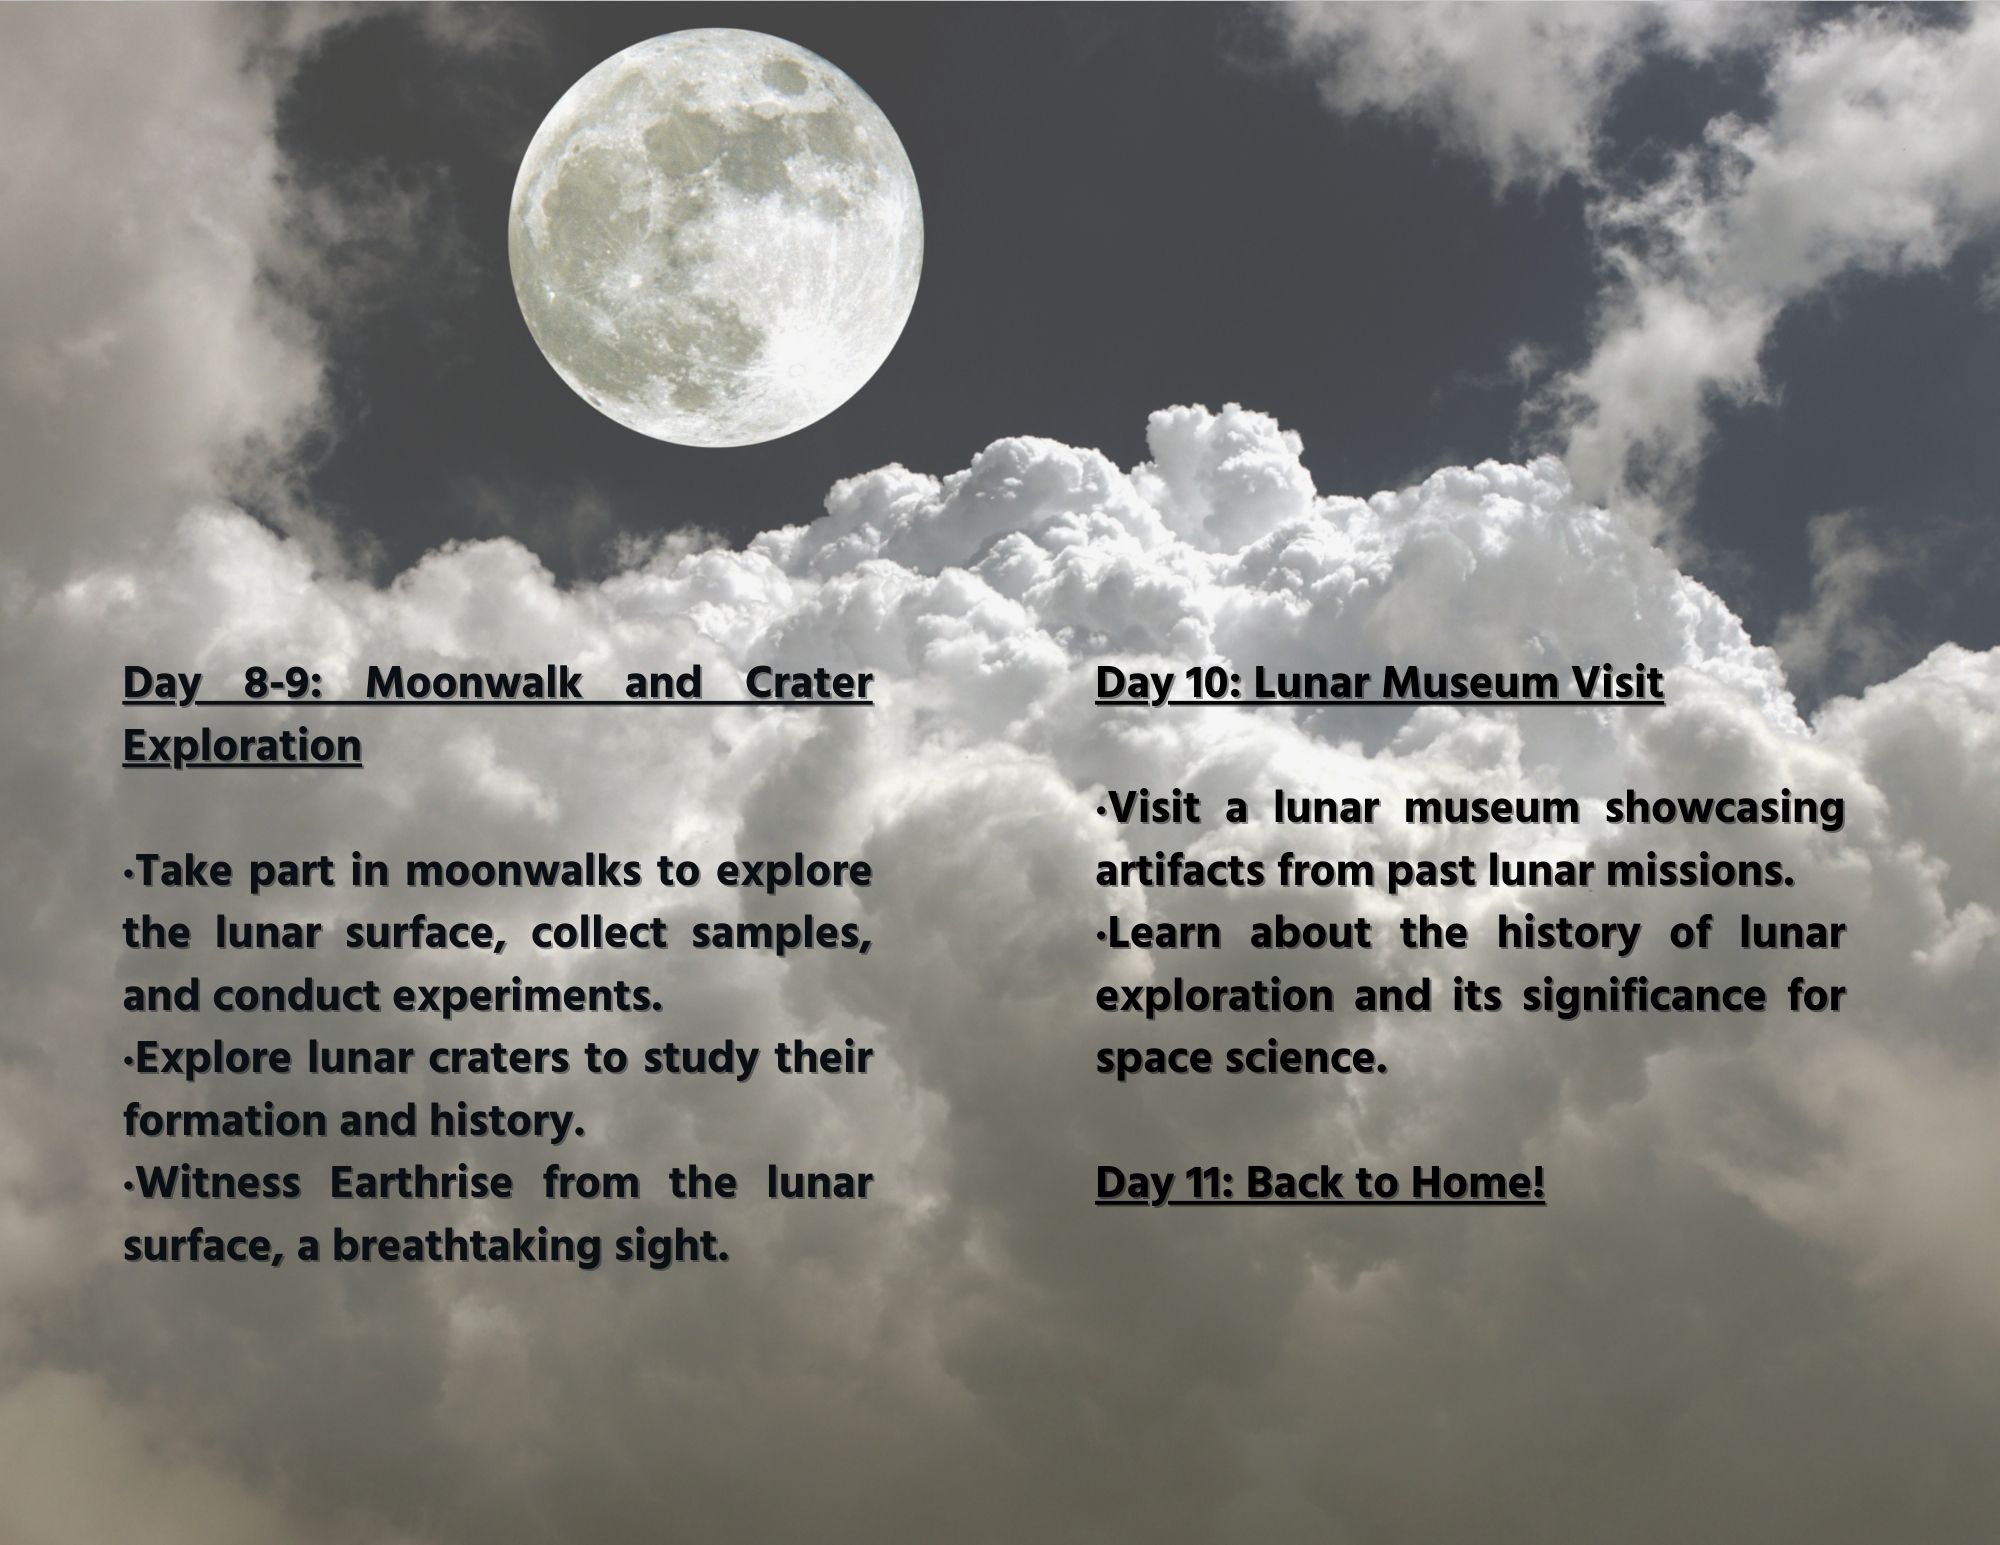 Day 8-9: Moonwalk and Crater
Exploration
·Take part in moonwalks to explore
the lunar surface, collect samples,
and conduct experiments.
·Explore lunar craters to study their
formation and history.
·Witness Earthrise from the lunar
surface, a breathtaking sight.
Day 10: Lunar Museum Visit
·Visit a lunar museum showcasing
artifacts from past lunar missions.
·Learn about the history of lunar
exploration and its significance for
space science.
Day 11: Back to Home!